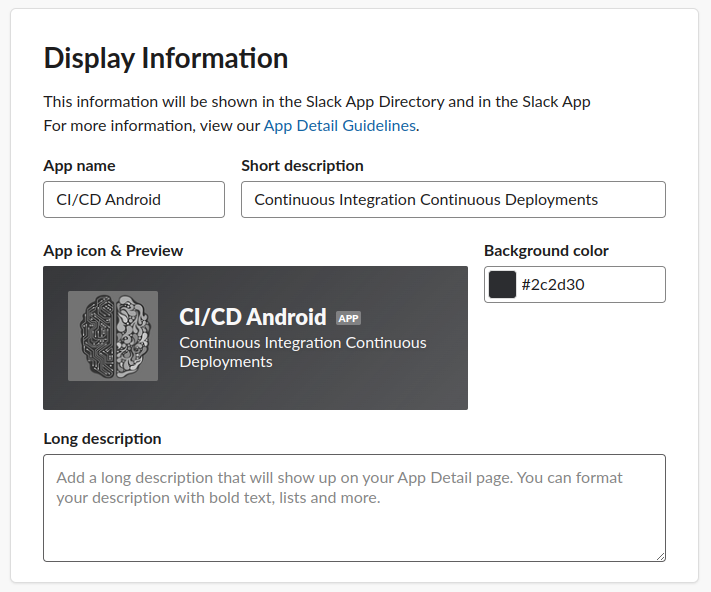 Display Information
This information will be shown in the Slack App Directory and in the Slack App
For more information, view our App Detail Guidelines.
App name
Short description
CI/CD Android
Continuous Integration Continuous Deployments
App icon & Preview
Background color
#2c2d30
CI/CD Android APP
Continuous Integration Continuous
Deployments
Long description
Add a long description that will show up on your App Detail page. You can format
your description with bold text, lists and more.